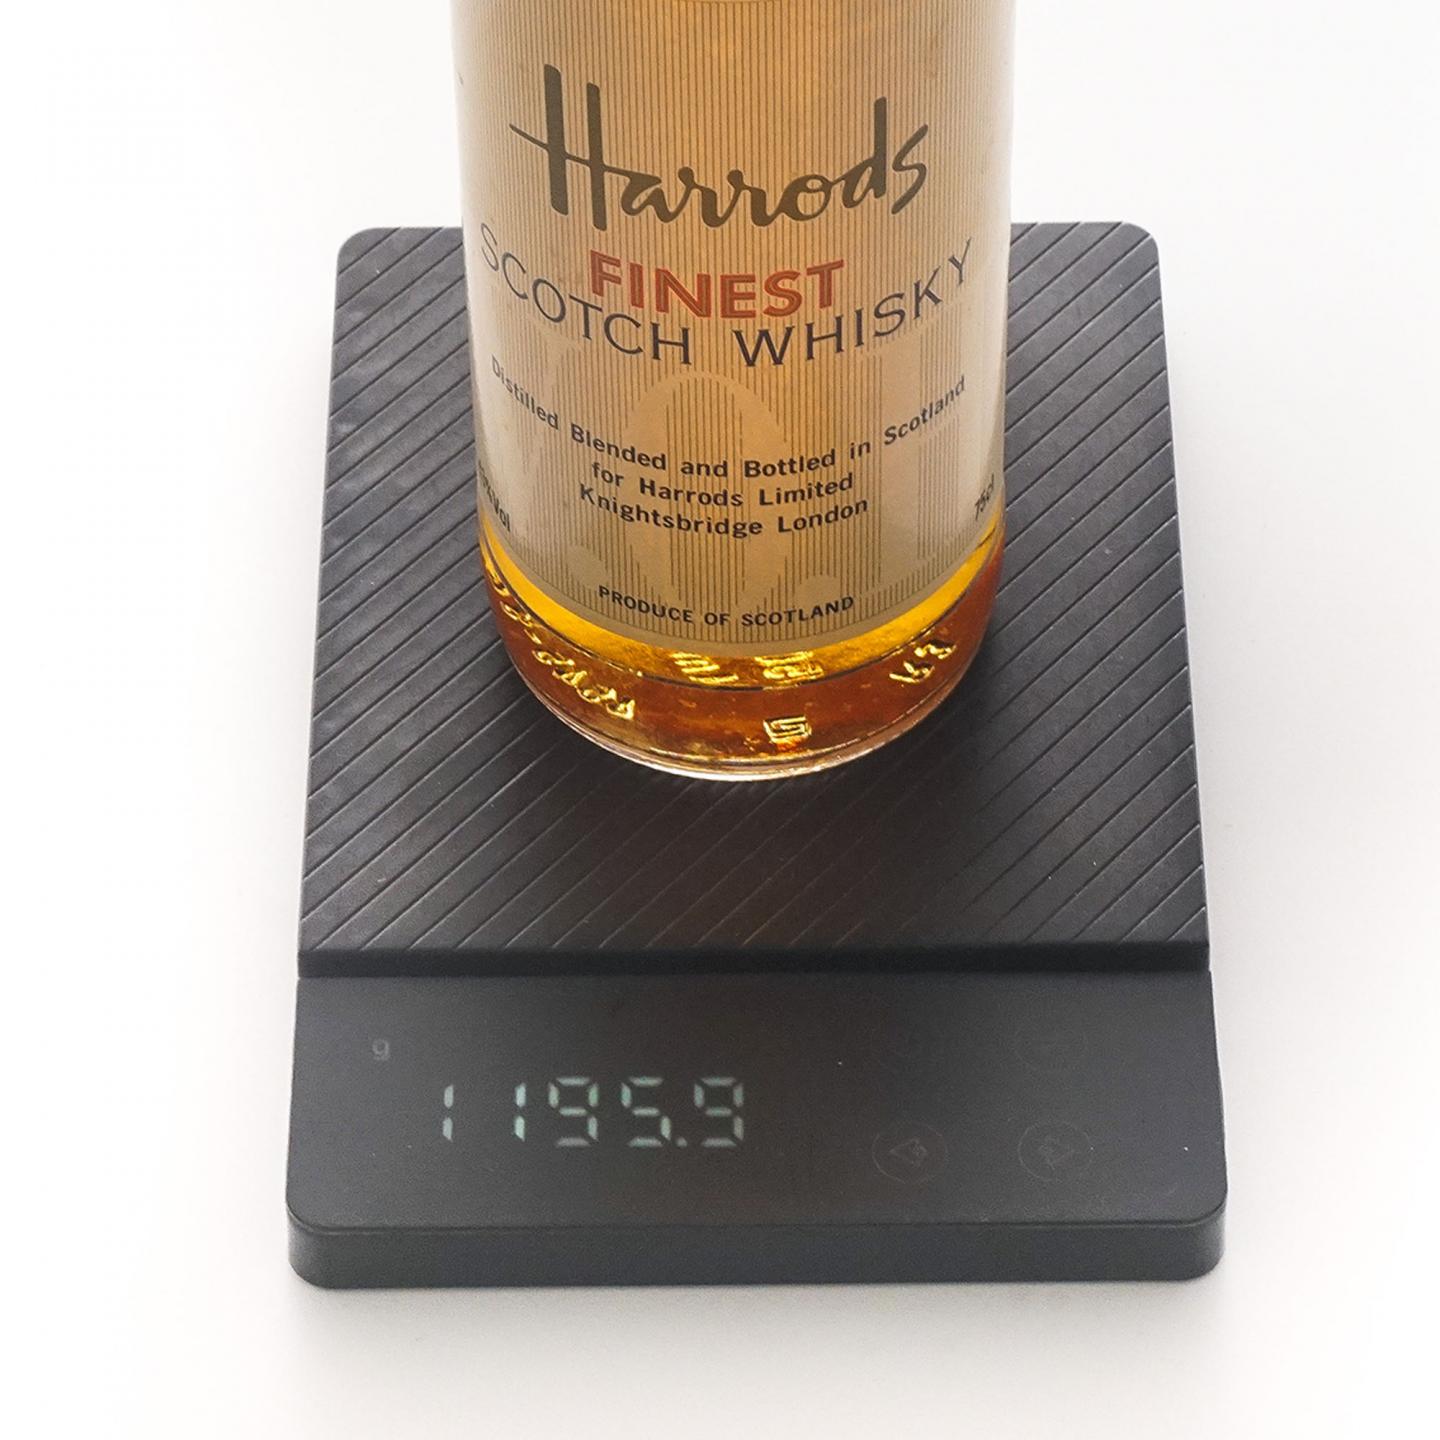 Harrods
FINEST
SCOTCH WHISKY
Distilled Blended and Bottled in Scotland
for Harrods Limited
Knightsbridge London
75cl
PRODUCE OF SCOTLAND
g
1195.9